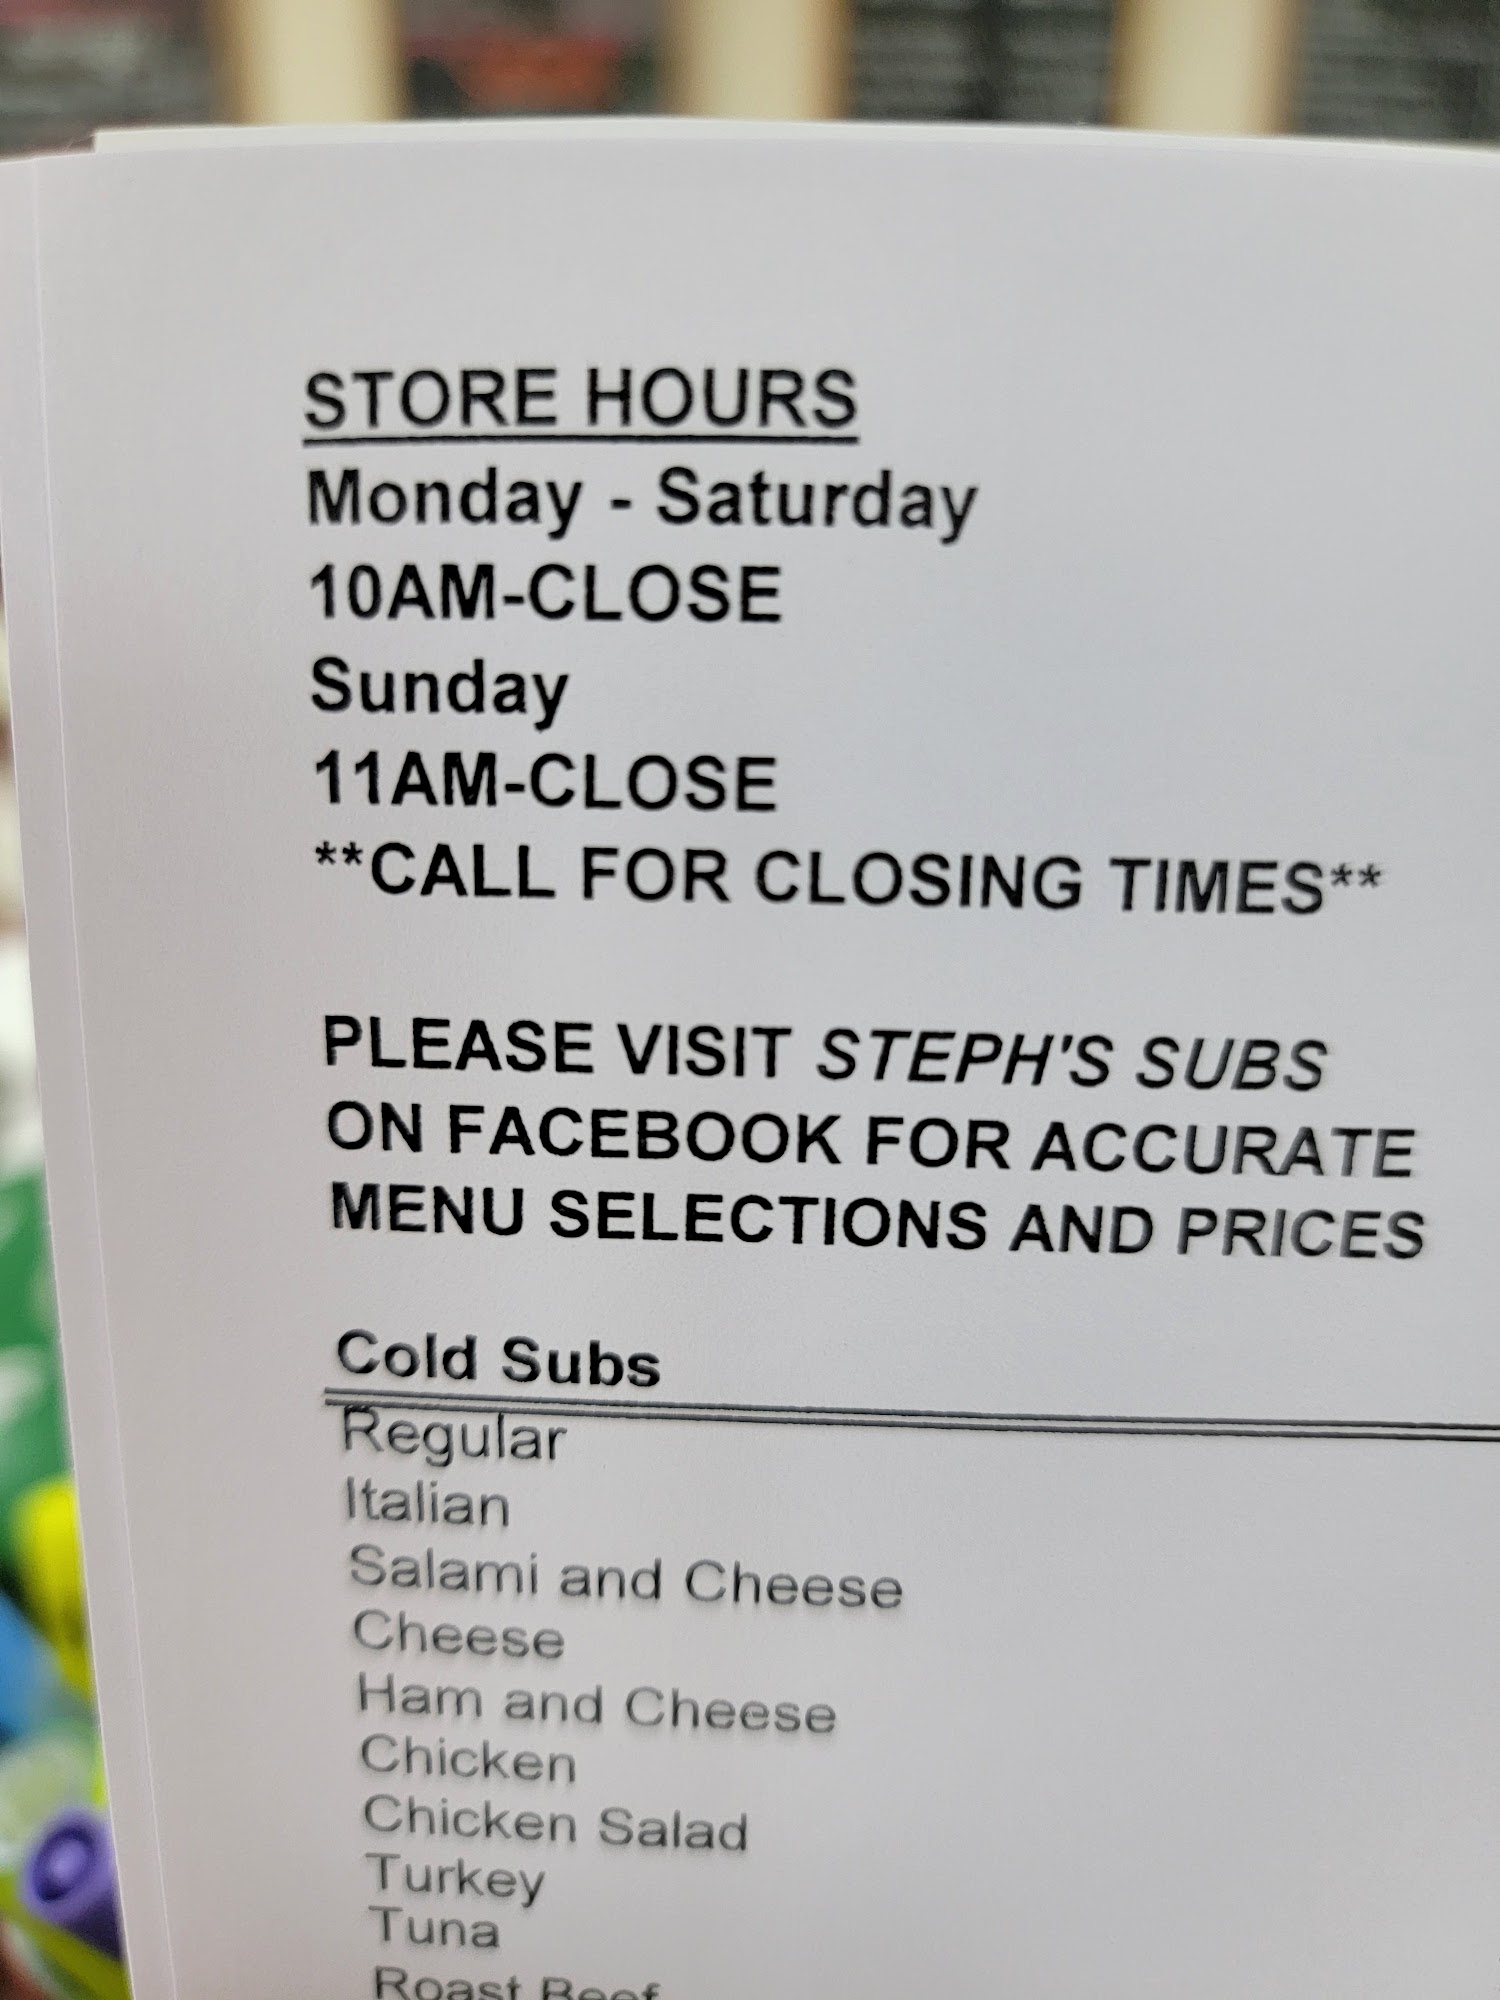 STORE HOURS
Monday - Saturday
10AM-CLOSE
Sunday
11AM-CLOSE
**CALL FOR CLOSING TIMES**
PLEASE VISIT STEPH'S SUBS
ON FACEBOOK FOR ACCURATE
MENU SELECTIONS AND PRICES
Cold Subs
Regular
Italian
Salami and Cheese
Cheese
Ham and Cheese
Chicken
Chicken Salad
Turkey
Tuna
Roast Beef